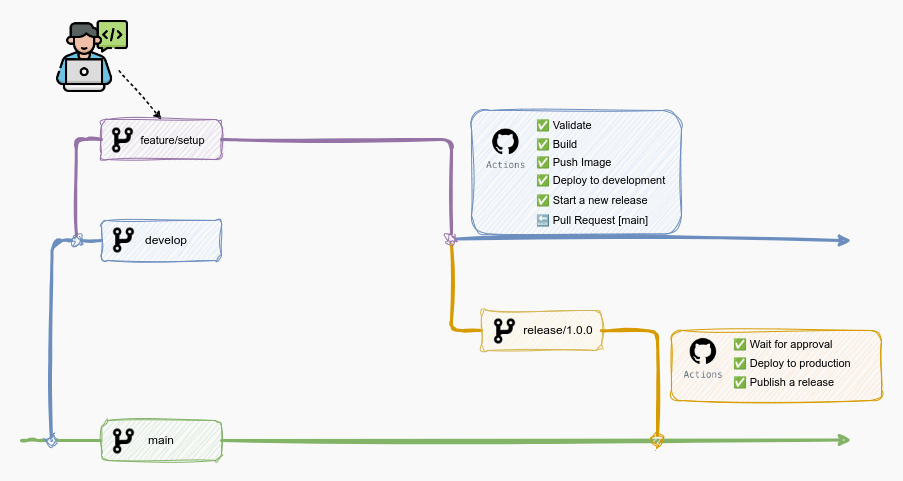 </>
feature/setup
Actions
✅ Validate
✅ Build
✅ Push Image
✅ Deploy to development
✅ Start a new release
🔙 Pull Request [main]
develop
release/1.0.0
Actions
✅ Wait for approval
✅ Deploy to production
✅ Publish a release
main